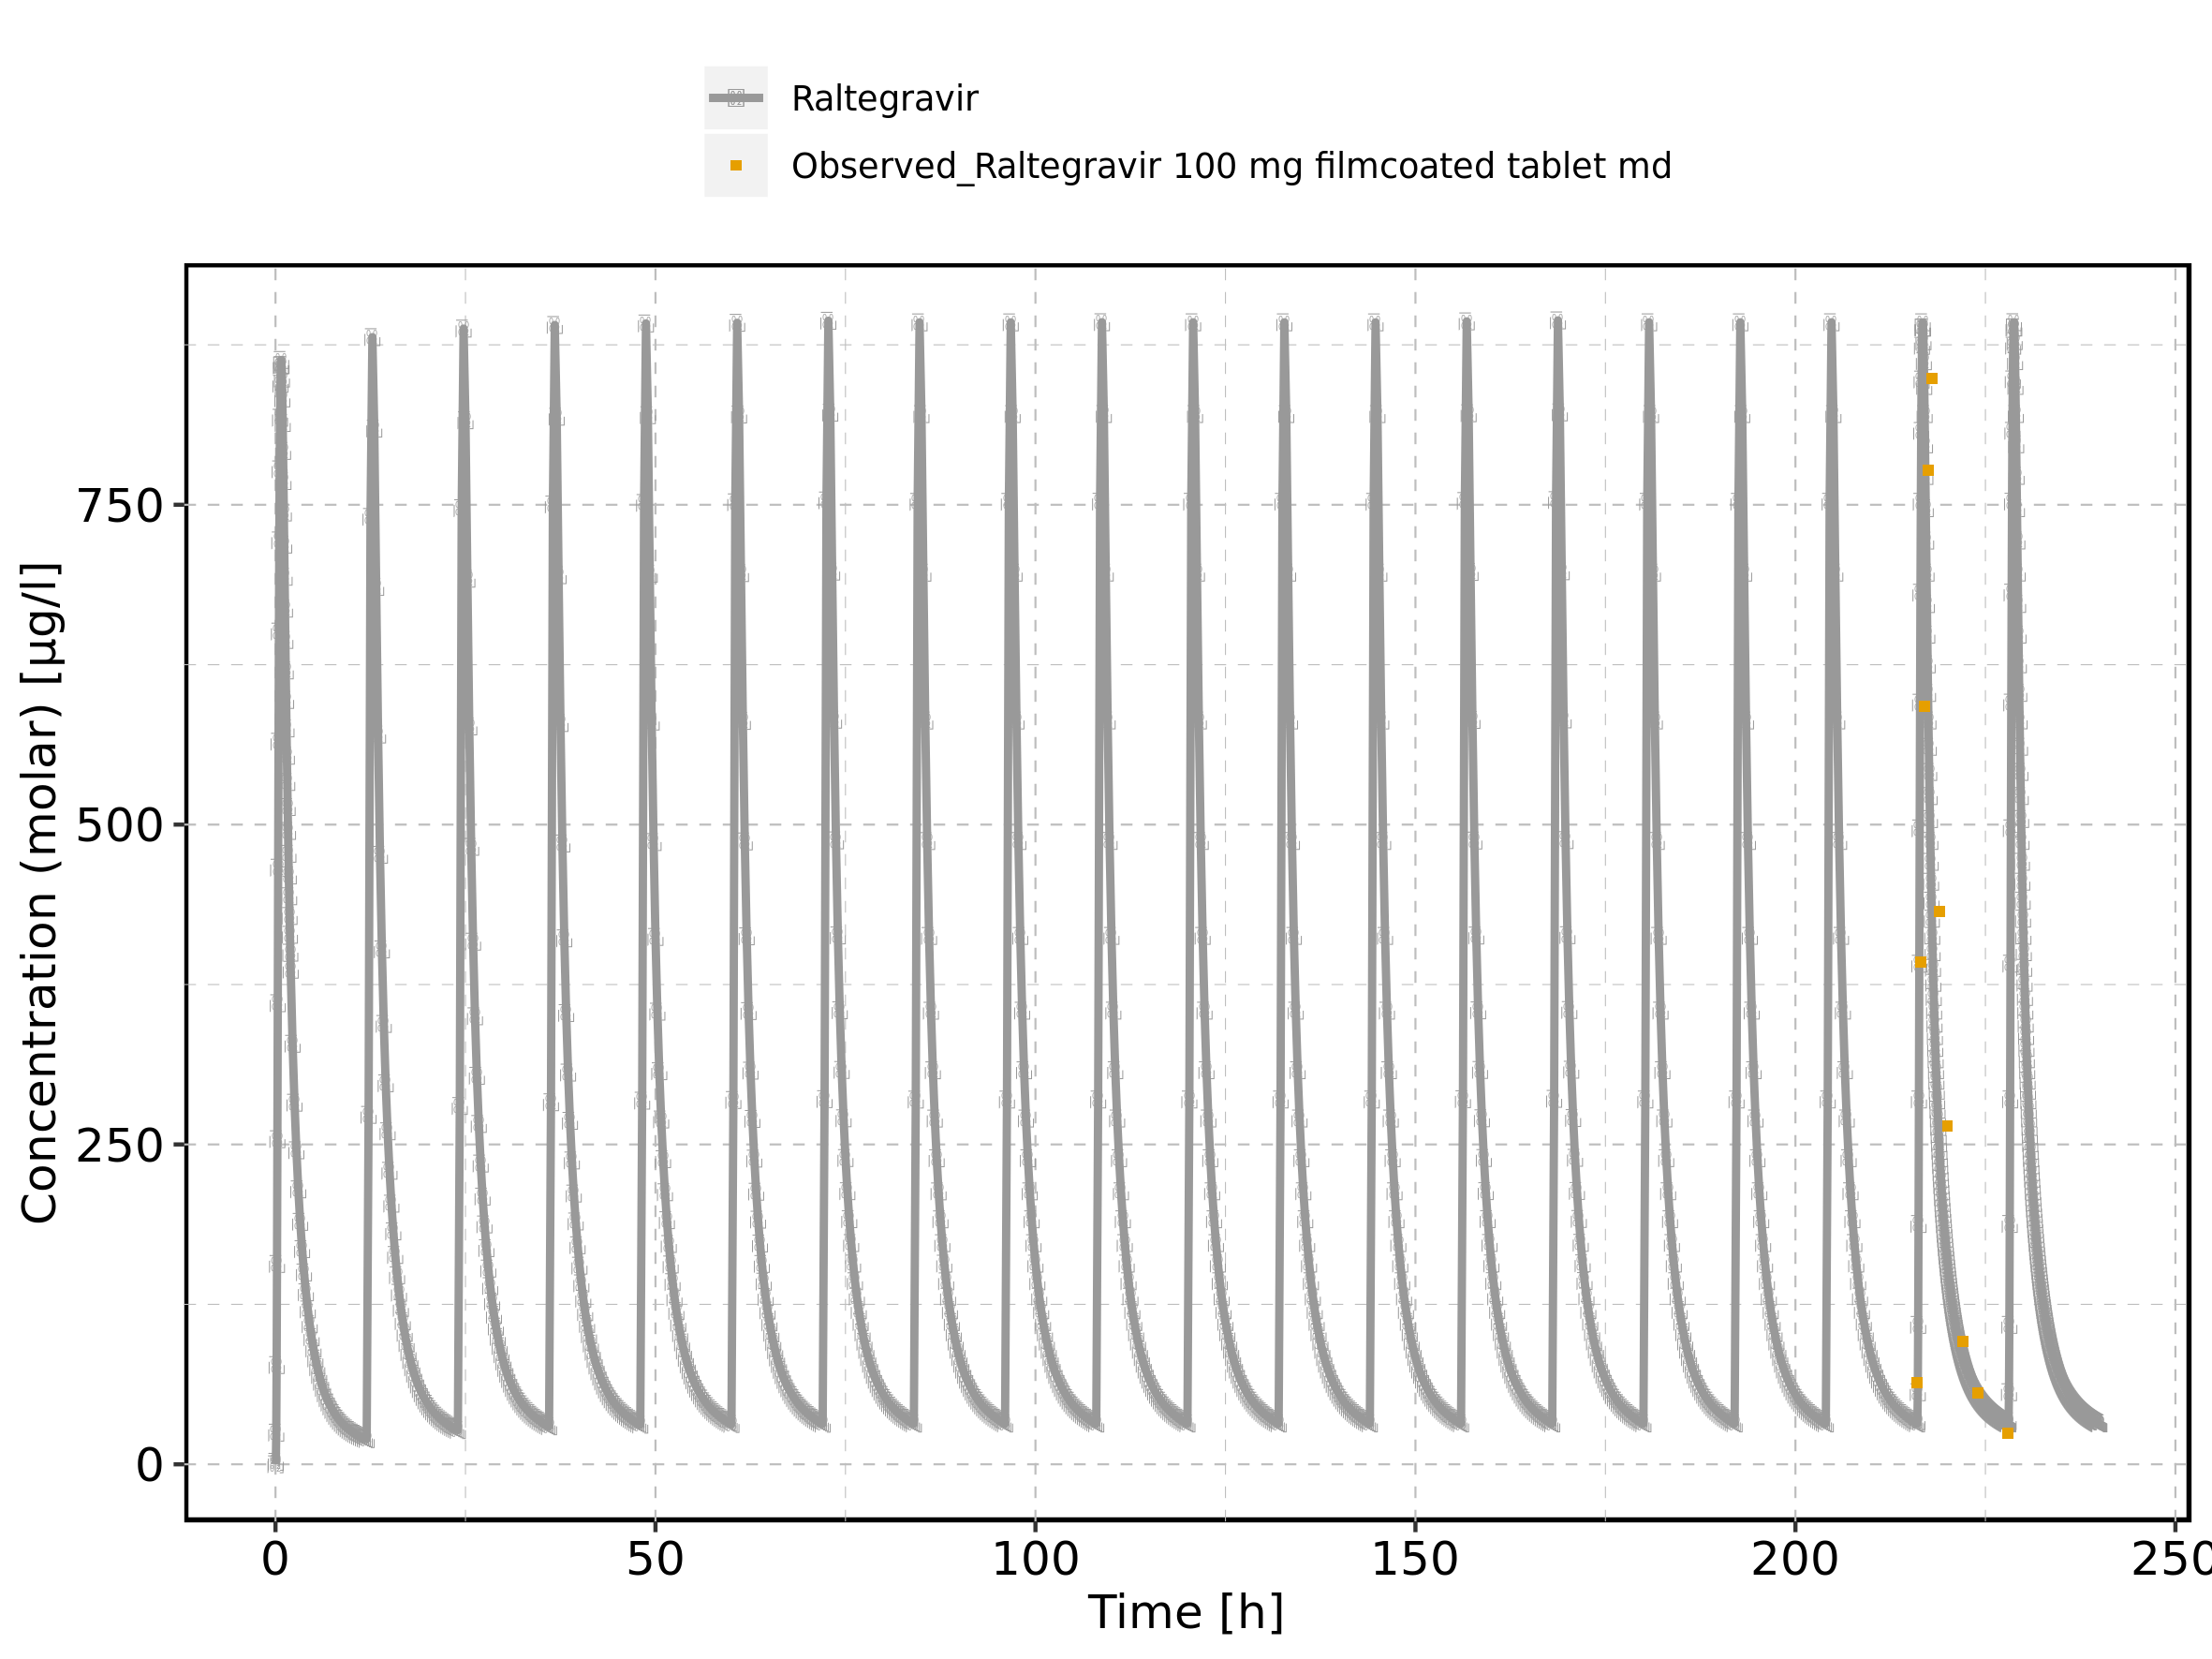 Raltegravir
Observed_Raltegravir 100 mg filmcoated tablet md
Concentration (molar) [µg/l]
750
500
250
0
0 50 100 150 200 250
Time [h]